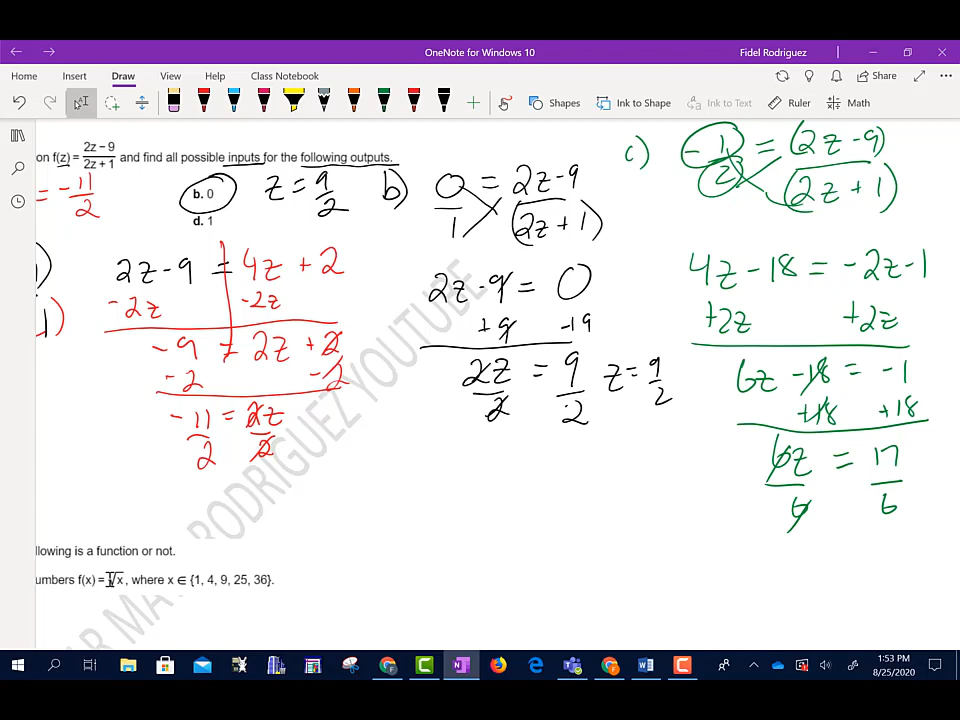 OneNote for Windows 10
Fidel Rodriguez
Home Insert Draw View Help Class Notebook Share
Shapes Ink to Shape Ink to Text Ruler Math
on f(z) = 2z – 9 / 2z + 1 and find all possible inputs for the following outputs.
= -11/2
b. 0
d. 1
z = 9/2
2z - 9 = 4z + 2
-2z -2z
-9 = 2z + 2
-2 -2
-11/2 = 2z/2
b) 0/1 = 2z-9/(2z+1)
2z - 9 = 0
+9 -19
2z/2 = 9/2 z = 9/2
c) -1/2 = (2z-9)/(2z+1)
4z - 18 = -2z - 1
+2z +2z
6z - 18 = -1
+18 +18
6z/6 = 17/6
RODRIGUEZ YOUTUBE
llowing is a function or not.
umbers f(x) = √x, where x ∈ {1, 4, 9, 25, 36}.
1:53 PM
8/25/2020